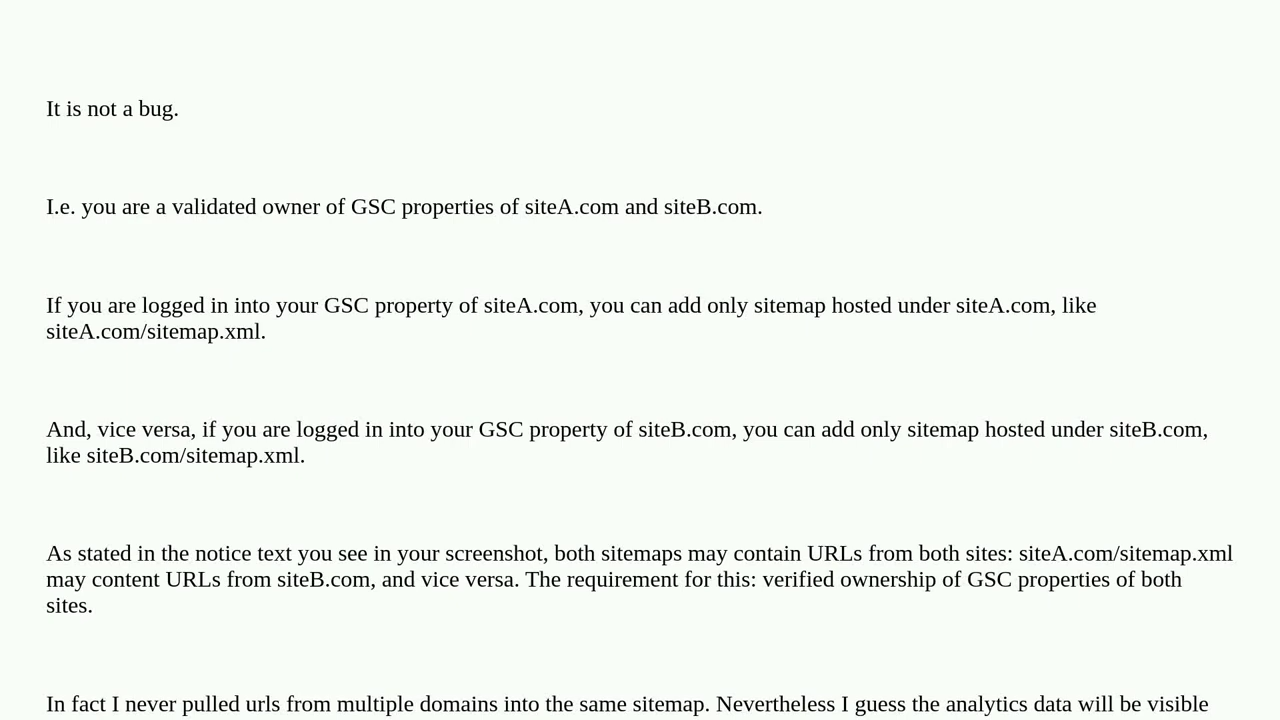 It is not a bug.
I.e. you are a validated owner of GSC properties of siteA.com and siteB.com.
If you are logged in into your GSC property of siteA.com, you can add only sitemap hosted under siteA.com, like
siteA.com/sitemap.xml.
And, vice versa, if you are logged in into your GSC property of siteB.com, you can add only sitemap hosted under siteB.com,
like siteB.com/sitemap.xml.
As stated in the notice text you see in your screenshot, both sitemaps may contain URLs from both sites: siteA.com/sitemap.xml
may content URLs from siteB.com, and vice versa. The requirement for this: verified ownership of GSC properties of both
sites.
In fact I never pulled urls from multiple domains into the same sitemap. Nevertheless I guess the analytics data will be visible